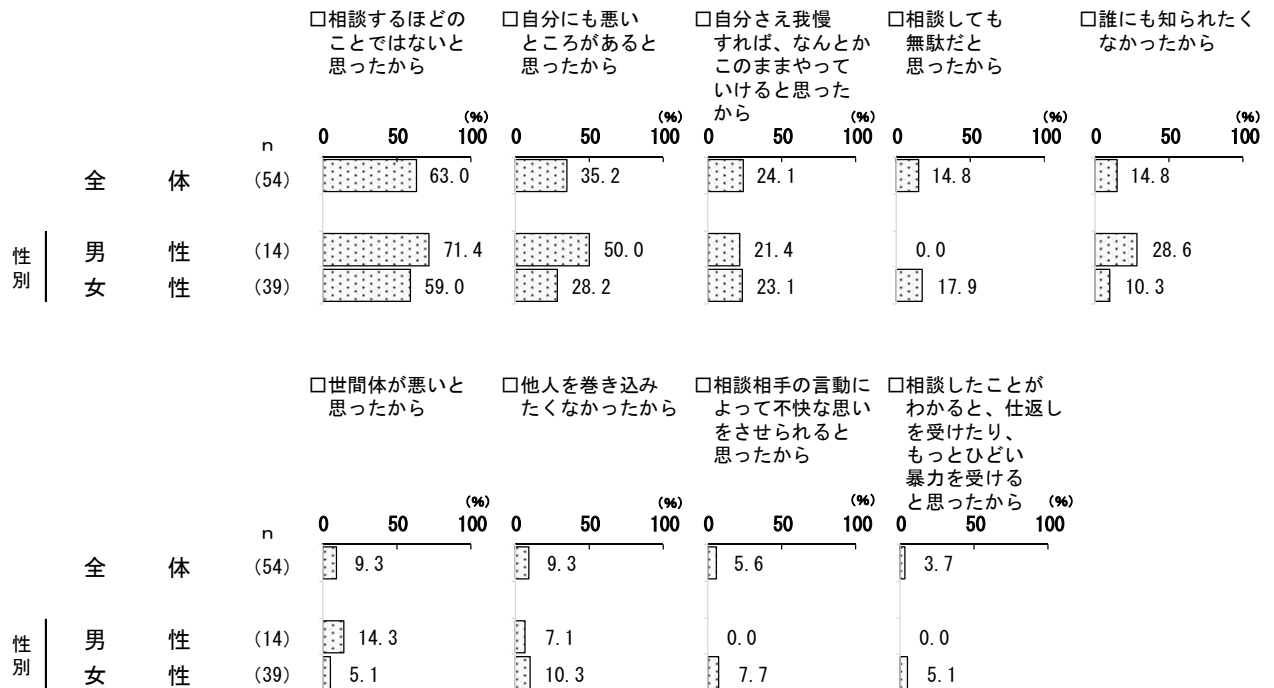 □相談するほどの
ことではないと
思ったから
□自分にも悪い
ところがあると
思ったから
□自分さえ我慢
すれば、なんとか
このままやって
いけると思った
から
□相談しても
無駄だと
思ったから
□誰にも知られたく
なかったから
(%) (%) (%) (%) (%)
n 0 50 100 0 50 100 0 50 100 0 50 100 0 50 100
全体 (54) 63.0 35.2 24.1 14.8 14.8
性別
男性 (14) 71.4 50.0 21.4 0.0 28.6
女性 (39) 59.0 28.2 23.1 17.9 10.3
□世間体が悪いと
思ったから
□他人を巻き込み
たくなかったから
□相談相手の言動に
よって不快な思い
をさせられると
思ったから
□相談したことが
わかると、仕返し
を受けたり、
もっとひどい
暴力を受ける
と思ったから
(%) (%) (%) (%)
n 0 50 100 0 50 100 0 50 100 0 50 100
全体 (54) 9.3 9.3 5.6 3.7
性別
男性 (14) 14.3 7.1 0.0 0.0
女性 (39) 5.1 10.3 7.7 5.1